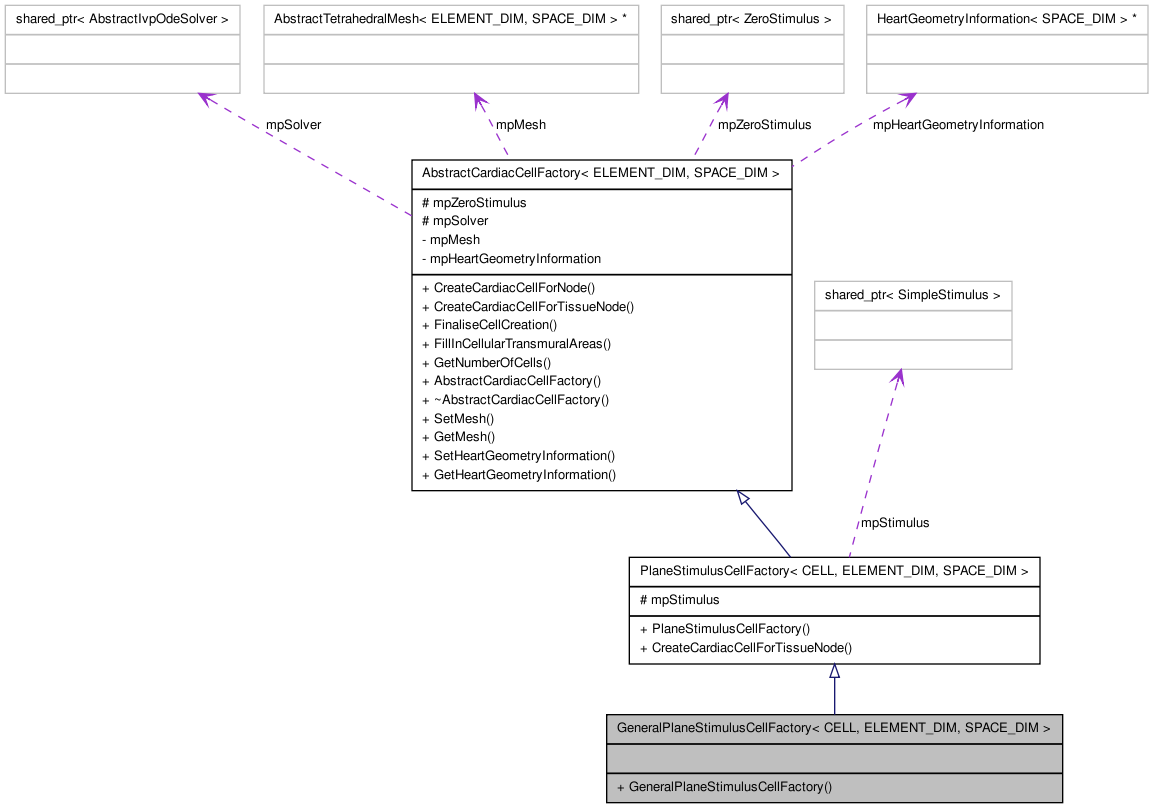 shared_ptr< AbstractIvpOdeSolver >
AbstractTetrahedralMesh< ELEMENT_DIM, SPACE_DIM > *
shared_ptr< ZeroStimulus >
HeartGeometryInformation< SPACE_DIM > *
mpSolver
mpMesh
mpZeroStimulus
mpHeartGeometryInformation
AbstractCardiacCellFactory< ELEMENT_DIM, SPACE_DIM >
# mpZeroStimulus
# mpSolver
- mpMesh
- mpHeartGeometryInformation
+ CreateCardiacCellForNode()
+ CreateCardiacCellForTissueNode()
+ FinaliseCellCreation()
+ FillInCellularTransmuralAreas()
+ GetNumberOfCells()
+ AbstractCardiacCellFactory()
+ ~AbstractCardiacCellFactory()
+ SetMesh()
+ GetMesh()
+ SetHeartGeometryInformation()
+ GetHeartGeometryInformation()
shared_ptr< SimpleStimulus >
mpStimulus
PlaneStimulusCellFactory< CELL, ELEMENT_DIM, SPACE_DIM >
# mpStimulus
+ PlaneStimulusCellFactory()
+ CreateCardiacCellForTissueNode()
GeneralPlaneStimulusCellFactory< CELL, ELEMENT_DIM, SPACE_DIM >
+ GeneralPlaneStimulusCellFactory()